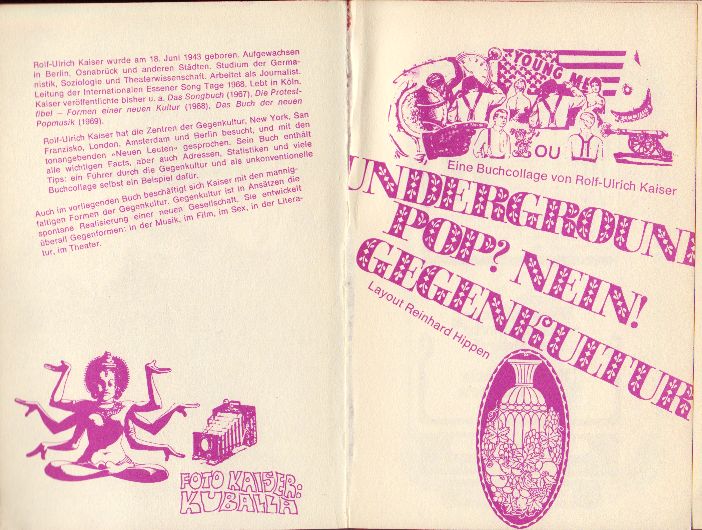 Rolf-Ulrich Kaiser wurde am 18. Juni 1943 geboren. Aufgewachsen
in Berlin, Osnabrück und anderen Städten. Studium der Germa-
nistik, Soziologie und Theaterwissenschaft. Arbeitet als Journalist.
Leitung der Internationalen Essener Song Tage 1968. Lebt in Köln.
Kaiser veröffentlichte bisher u. a. Das Songbuch (1967), Die Protest-
fibel – Formen einer neuen Kultur (1968), Das Buch der neuen
Popmusik (1969).
Rolf-Ulrich Kaiser hat die Zentren der Gegenkultur, New York, San
Franzisko, London, Amsterdam und Berlin besucht, und mit den
tonangebenden »Neuen Leuten« gesprochen. Sein Buch enthält
alle wichtigen Facts, aber auch Adressen, Statistiken und viele
Tips: ein Führer durch die Gegenkultur und als unkonventionelle
Buchcollage selbst ein Beispiel dafür.
Auch im vorliegenden Buch beschäftigt sich Kaiser mit den mannig-
faltigen Formen der Gegenkultur. Gegenkultur ist in Ansätzen die
spontane Realisierung einer neuen Gesellschaft. Sie entwickelt
überall Gegenformen: in der Musik, im Film, im Sex, in der Litera-
tur, im Theater.
FOTO KAISER:
KUBALLA
YOUNG ME
OU
Eine Buchcollage von Rolf-Ulrich Kaiser
UNDERGROUND
POP? NEIN!
GEGENKULTUR
Layout Reinhard Hippen